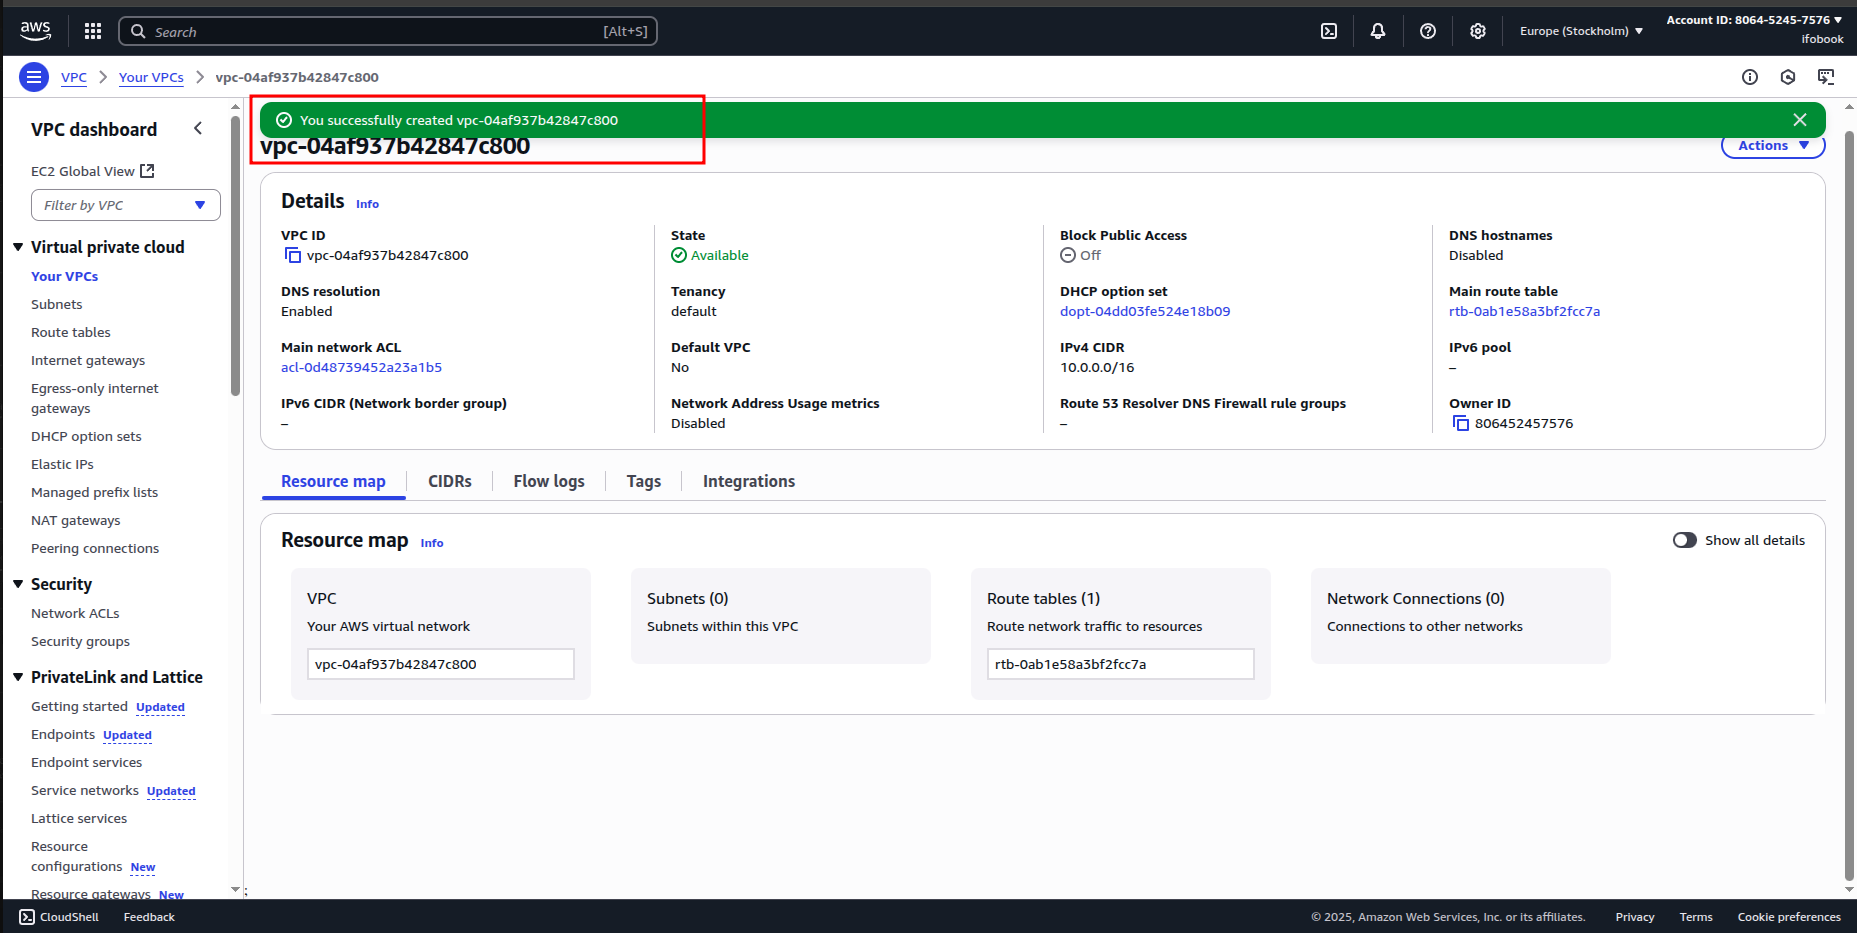 aws
Search [Alt+S]
Europe (Stockholm)
Account ID: 8064-5245-7576
ifobook
VPC > Your VPCs > vpc-04af937b42847c800
VPC dashboard
EC2 Global View
Filter by VPC
Virtual private cloud
Your VPCs
Subnets
Route tables
Internet gateways
Egress-only internet
gateways
DHCP option sets
Elastic IPs
Managed prefix lists
NAT gateways
Peering connections
Security
Network ACLs
Security groups
PrivateLink and Lattice
Getting started Updated
Endpoints Updated
Endpoint services
Service networks Updated
Lattice services
Resource
configurations New
Resource gateways New
You successfully created vpc-04af937b42847c800
vpc-04af937b42847c800
Actions
Details Info
VPC ID
vpc-04af937b42847c800
State
Available
Block Public Access
Off
DNS hostnames
Disabled
DNS resolution
Enabled
Tenancy
default
DHCP option set
dopt-04dd03fe524e18b09
Main route table
rtb-0ab1e58a3bf2fcc7a
Main network ACL
acl-0d48739452a23a1b5
Default VPC
No
IPv4 CIDR
10.0.0.0/16
IPv6 pool
–
IPv6 CIDR (Network border group)
–
Network Address Usage metrics
Disabled
Route 53 Resolver DNS Firewall rule groups
–
Owner ID
806452457576
Resource map
CIDRs
Flow logs
Tags
Integrations
Resource map Info
Show all details
VPC
Your AWS virtual network
vpc-04af937b42847c800
Subnets (0)
Subnets within this VPC
Route tables (1)
Route network traffic to resources
rtb-0ab1e58a3bf2fcc7a
Network Connections (0)
Connections to other networks
;
CloudShell
Feedback
© 2025, Amazon Web Services, Inc. or its affiliates.
Privacy
Terms
Cookie preferences